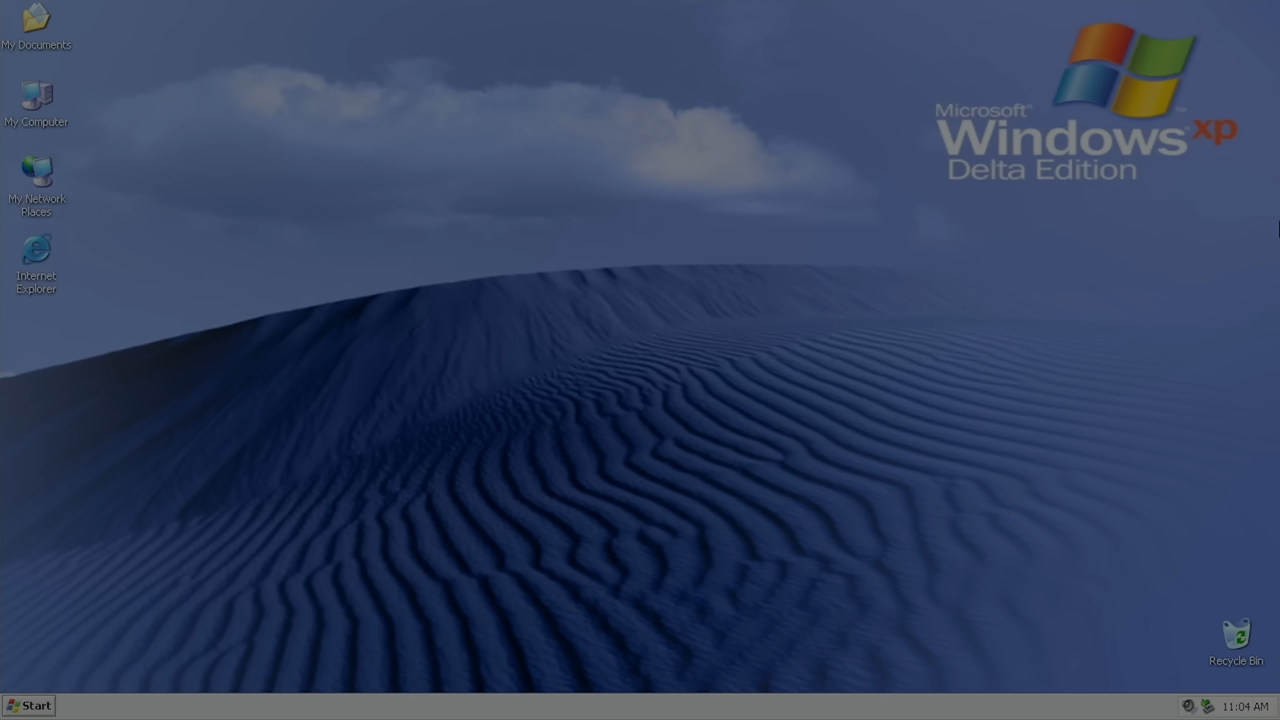 My Documents
My Computer
My Network
Places
Internet
Explorer
Microsoft®
Windows® xp™
Delta Edition
Recycle Bin
Start
11:04 AM